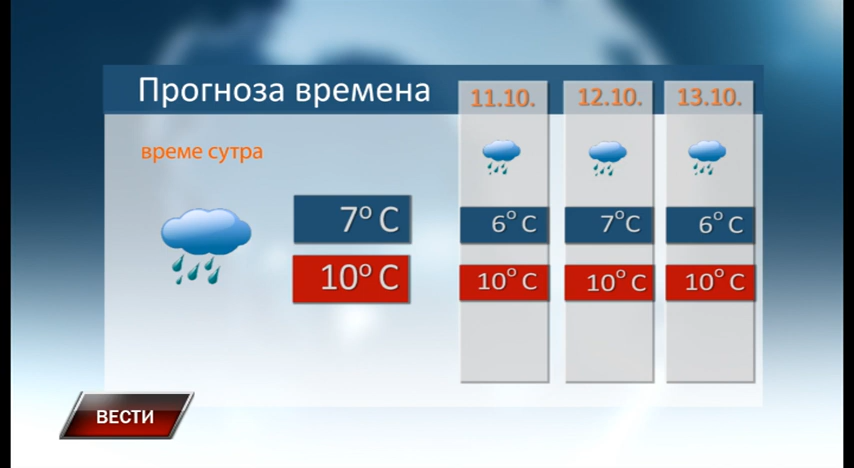 Прогноза времена
време сутра
7° C
10° C
11.10.
6° C
10° C
12.10.
7°C
10° C
13.10.
6° C
10° C
ВЕСТИ